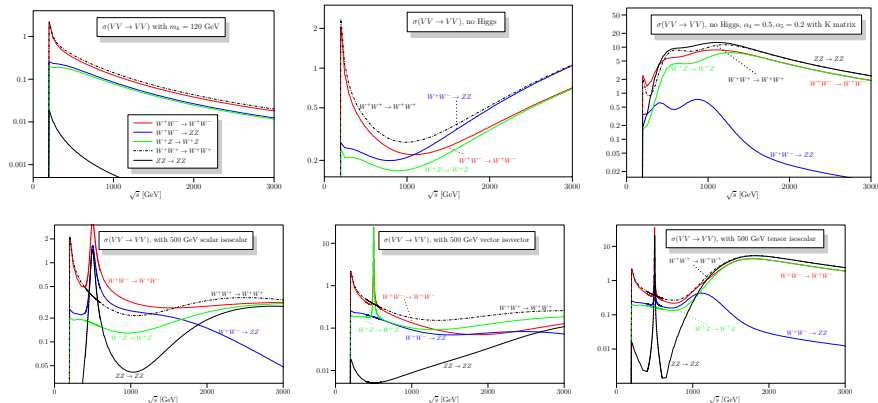 σ(VV → VV) with m_h = 120 GeV
1
0.1
0.01
0.001
W⁺W⁻ → W⁺W⁻
W⁺W⁻ → ZZ
W⁺Z → W⁺Z
W⁺W⁺ → W⁺W⁺
ZZ → ZZ
0
1000
2000
3000
√s [GeV]
σ(VV → VV), no Higgs
2
1
0.5
0.2
W⁺W⁻ → ZZ
W⁺W⁺ → W⁺W⁺
W⁺W⁻ → W⁺W⁻
W⁺Z → W⁺Z
0
1000
2000
3000
√s [GeV]
σ(VV → VV), no Higgs, α₄ = 0.5, α₅ = 0.2 with K matrix
50
20
10
5
2
1
0.5
0.2
0.1
0.05
0.02
ZZ → ZZ
W⁺Z → W⁺Z
W⁺W⁻ → W⁺W⁻
W⁺W⁺ → W⁺W⁺
W⁺W⁻ → ZZ
0
1000
2000
3000
√s [GeV]
σ(VV → VV), with 500 GeV scalar isoscalar
2
1
0.5
0.2
0.1
0.05
W⁺W⁻ → W⁺W⁻
W⁺W⁺ → W⁺W⁺
W⁺W⁻ → ZZ
W⁺Z → W⁺Z
ZZ → ZZ
0
1000
2000
3000
√s [GeV]
σ(VV → VV), with 500 GeV vector isovector
10
1
0.1
0.01
W⁺W⁻ → W⁺W⁻
W⁺W⁺ → W⁺W⁺
W⁺Z → W⁺Z
W⁺W⁻ → ZZ
ZZ → ZZ
0
1000
2000
3000
√s [GeV]
σ(VV → VV), with 500 GeV tensor isoscalar
10
1
0.1
0.01
W⁺W⁺ → W⁺W⁺
W⁺W⁻ → W⁺W⁻
W⁺Z → W⁺Z
W⁺W⁻ → ZZ
ZZ → ZZ
0
1000
2000
3000
√s [GeV]